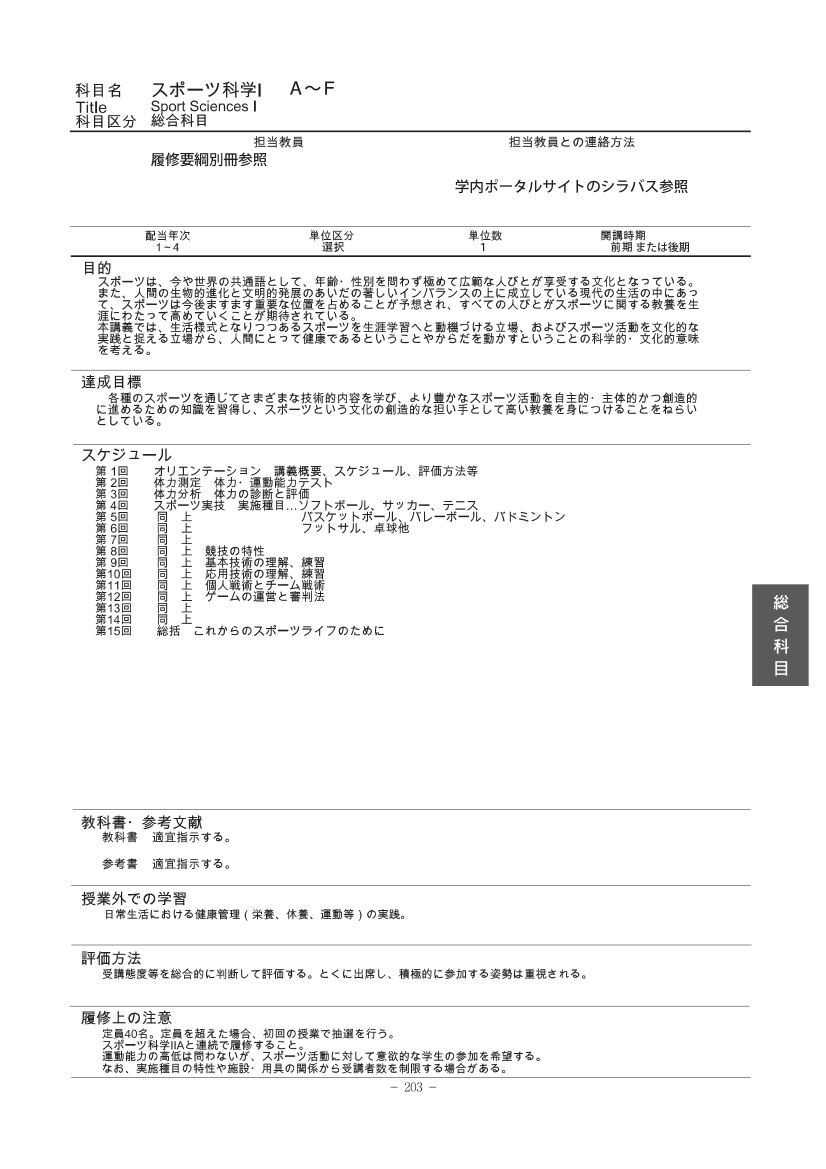 科目名　スポーツ科学Ⅰ　A～F
Title　Sport Sciences Ⅰ
科目区分　総合科目
担当教員　担当教員との連絡方法
履修要綱別冊参照
学内ポータルサイトのシラバス参照
配当年次　単位区分　単位数　開講時期
1～4　選択　1　前期 または後期
目的
スポーツは、今や世界の共通語として、年齢・性別を問わず極めて広範な人びとが享受する文化となっている。
また、人間の生物的進化と文明的発展のあいだの著しいインバランスの上に成立している現代の生活の中にあっ
て、スポーツは今後ますます重要な位置を占めることが予想され、すべての人びとがスポーツに関する教養を生
涯にわたって高めていくことが期待されている。
本講義では、生活様式となりつつあるスポーツを生涯学習へと動機づける立場、およびスポーツ活動を文化的な
実践と捉える立場から、人間にとって健康であるということやからだを動かすということの科学的・文化的意味
を考える。
達成目標
各種のスポーツを通じてさまざまな技術的内容を学び、より豊かなスポーツ活動を自主的・主体的かつ創造的
に進めるための知識を習得し、スポーツという文化の創造的な担い手として高い教養を身につけることをねらい
としている。
スケジュール
第 1回　オリエンテーション　講義概要、スケジュール、評価方法等
第 2回　体力測定　体力・運動能力テスト
第 3回　体力分析　体力の診断と評価
第 4回　スポーツ実技　実施種目…ソフトボール、サッカー、テニス
第 5回　同　上　バスケットボール、バレーボール、バドミントン
第 6回　同　上　フットサル、卓球他
第 7回　同　上
第 8回　同　上　競技の特性
第 9回　同　上　基本技術の理解、練習
第10回　同　上　応用技術の理解、練習
第11回　同　上　個人戦術とチーム戦術
第12回　同　上　ゲームの運営と審判法
第13回　同　上
第14回　同　上
第15回　総括　これからのスポーツライフのために
総合科目
教科書・参考文献
教科書　適宜指示する。
参考書　適宜指示する。
授業外での学習
日常生活における健康管理（栄養、休養、運動等）の実践。
評価方法
受講態度等を総合的に判断して評価する。とくに出席し、積極的に参加する姿勢は重視される。
履修上の注意
定員40名。定員を超えた場合、初回の授業で抽選を行う。
スポーツ科学IIAと連続で履修すること。
運動能力の高低は問わないが、スポーツ活動に対して意欲的な学生の参加を希望する。
なお、実施種目の特性や施設・用具の関係から受講者数を制限する場合がある。
－ 203 －